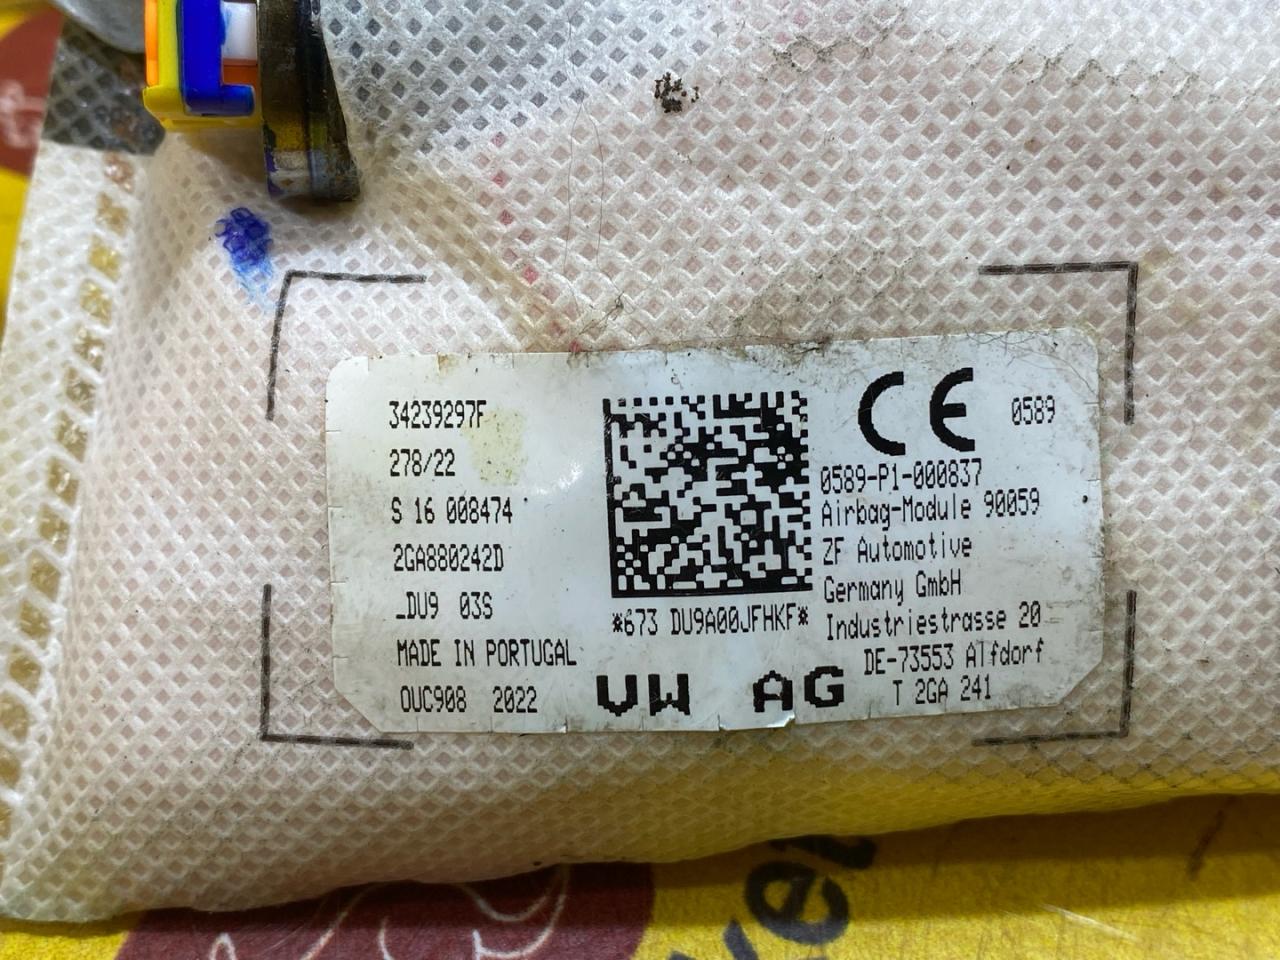 34239297F
278/22
S 16 008474
2GA880242D
_DU9 03S
MADE IN PORTUGAL
OUC908 2022
*673 DU9A00JFHKF*
VW AG
CE 0589
0589-P1-000837
Airbag-Module 90059
ZF Automotive
Germany GmbH
Industriestrasse 20
DE-73553 Alfdorf
T 2GA 241